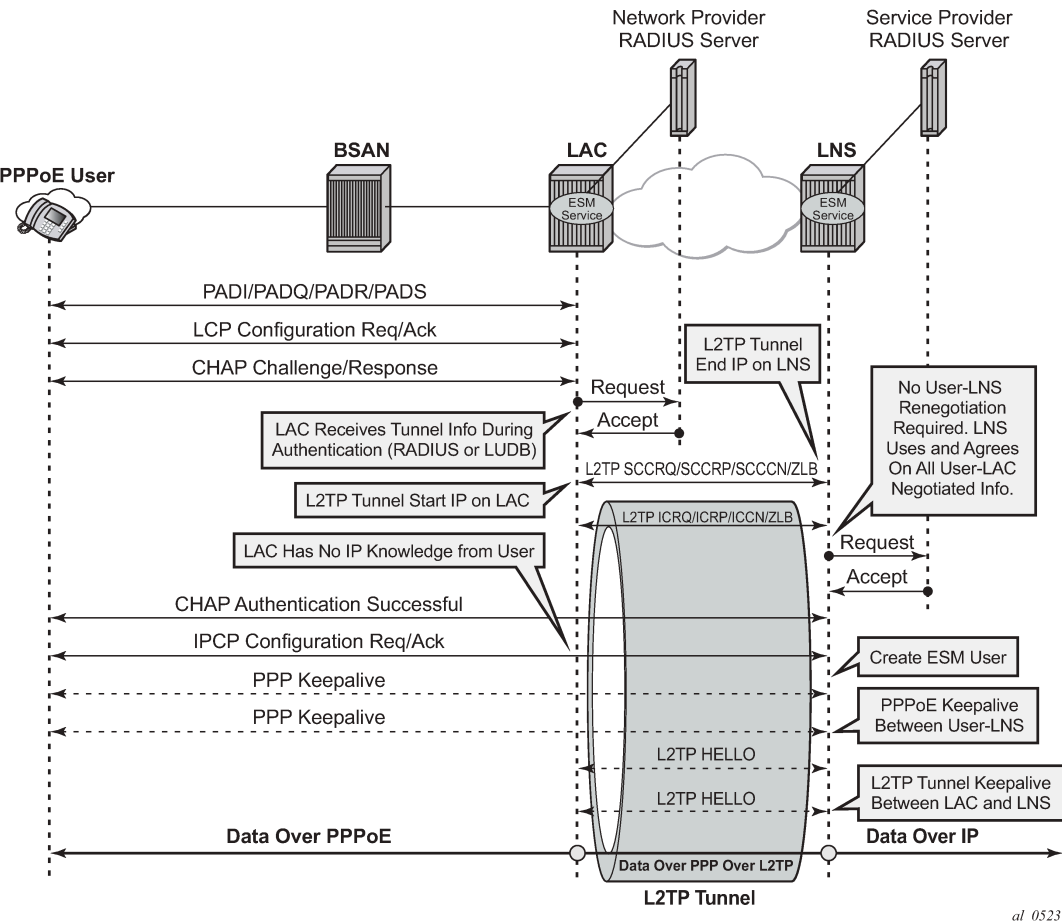 Network Provider
RADIUS Server
Service Provider
RADIUS Server
BSAN
LAC
LNS
PPPoE User
ESM
Service
ESM
Service
PADI/PADQ/PADR/PADS
LCP Configuration Req/Ack
L2TP Tunnel
End IP on LNS
CHAP Challenge/Response
Request
No User-LNS
Renegotiation
Required. LNS
Uses and Agrees
On All User-LAC
Negotiated Info.
Accept
LAC Receives Tunnel Info During
Authentication (RADIUS or LUDB)
L2TP SCCRQ/SCCRP/SCCCN/ZLB
L2TP Tunnel Start IP on LAC
L2TP ICRQ/ICRP/ICCN/ZLB
Request
LAC Has No IP Knowledge from User
Accept
CHAP Authentication Successful
IPCP Configuration Req/Ack
Create ESM User
PPP Keepalive
PPPoE Keepalive
Between User-LNS
PPP Keepalive
L2TP HELLO
L2TP HELLO
L2TP Tunnel Keepalive
Between LAC and LNS
Data Over PPPoE
Data Over IP
Data Over PPP Over L2TP
L2TP Tunnel
al_0523